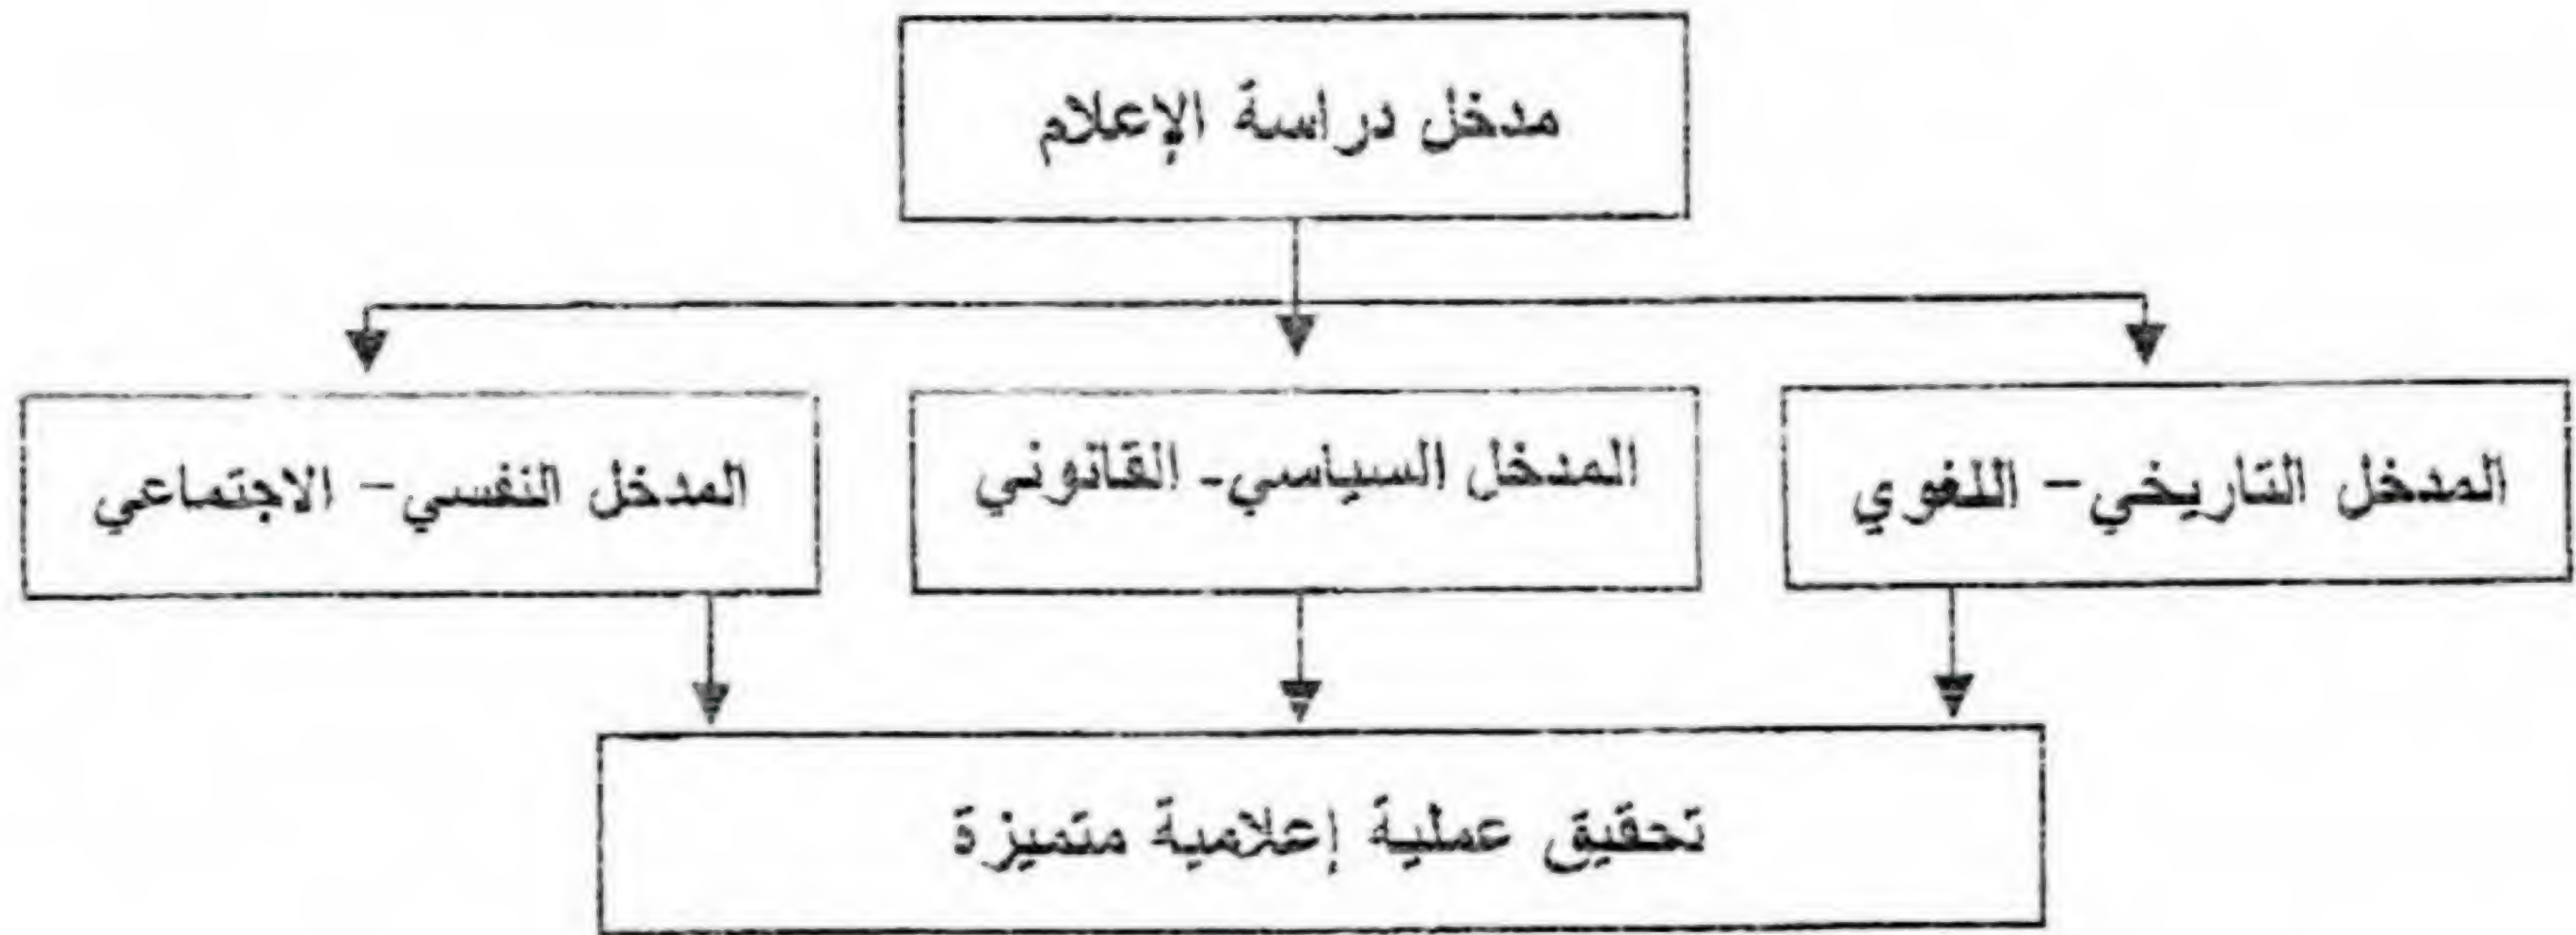 مدخل دراسة الإعلام
المدخل التاريخي- اللغوي
المدخل السياسي- القانوني
المدخل النفسي- الاجتماعي
تحقيق عملية إعلامية متميزة